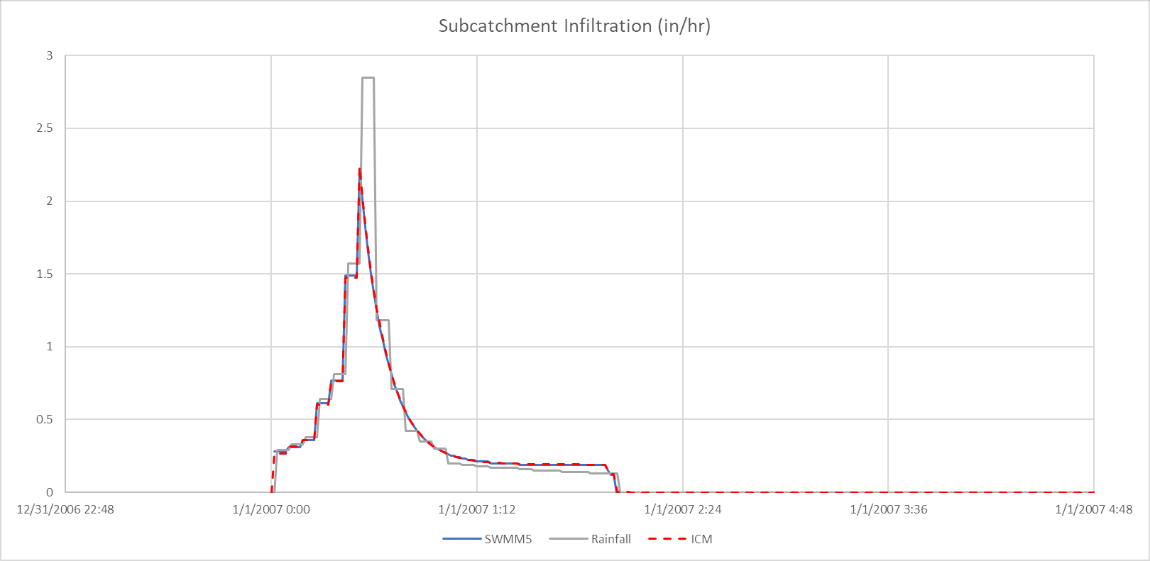 Subcatchment Infiltration (in/hr)
3
2.5
2
1.5
1
0.5
0
12/31/2006 22:48 1/1/2007 0:00 1/1/2007 1:12 1/1/2007 2:24 1/1/2007 3:36 1/1/2007 4:48
SWMM5 Rainfall ICM